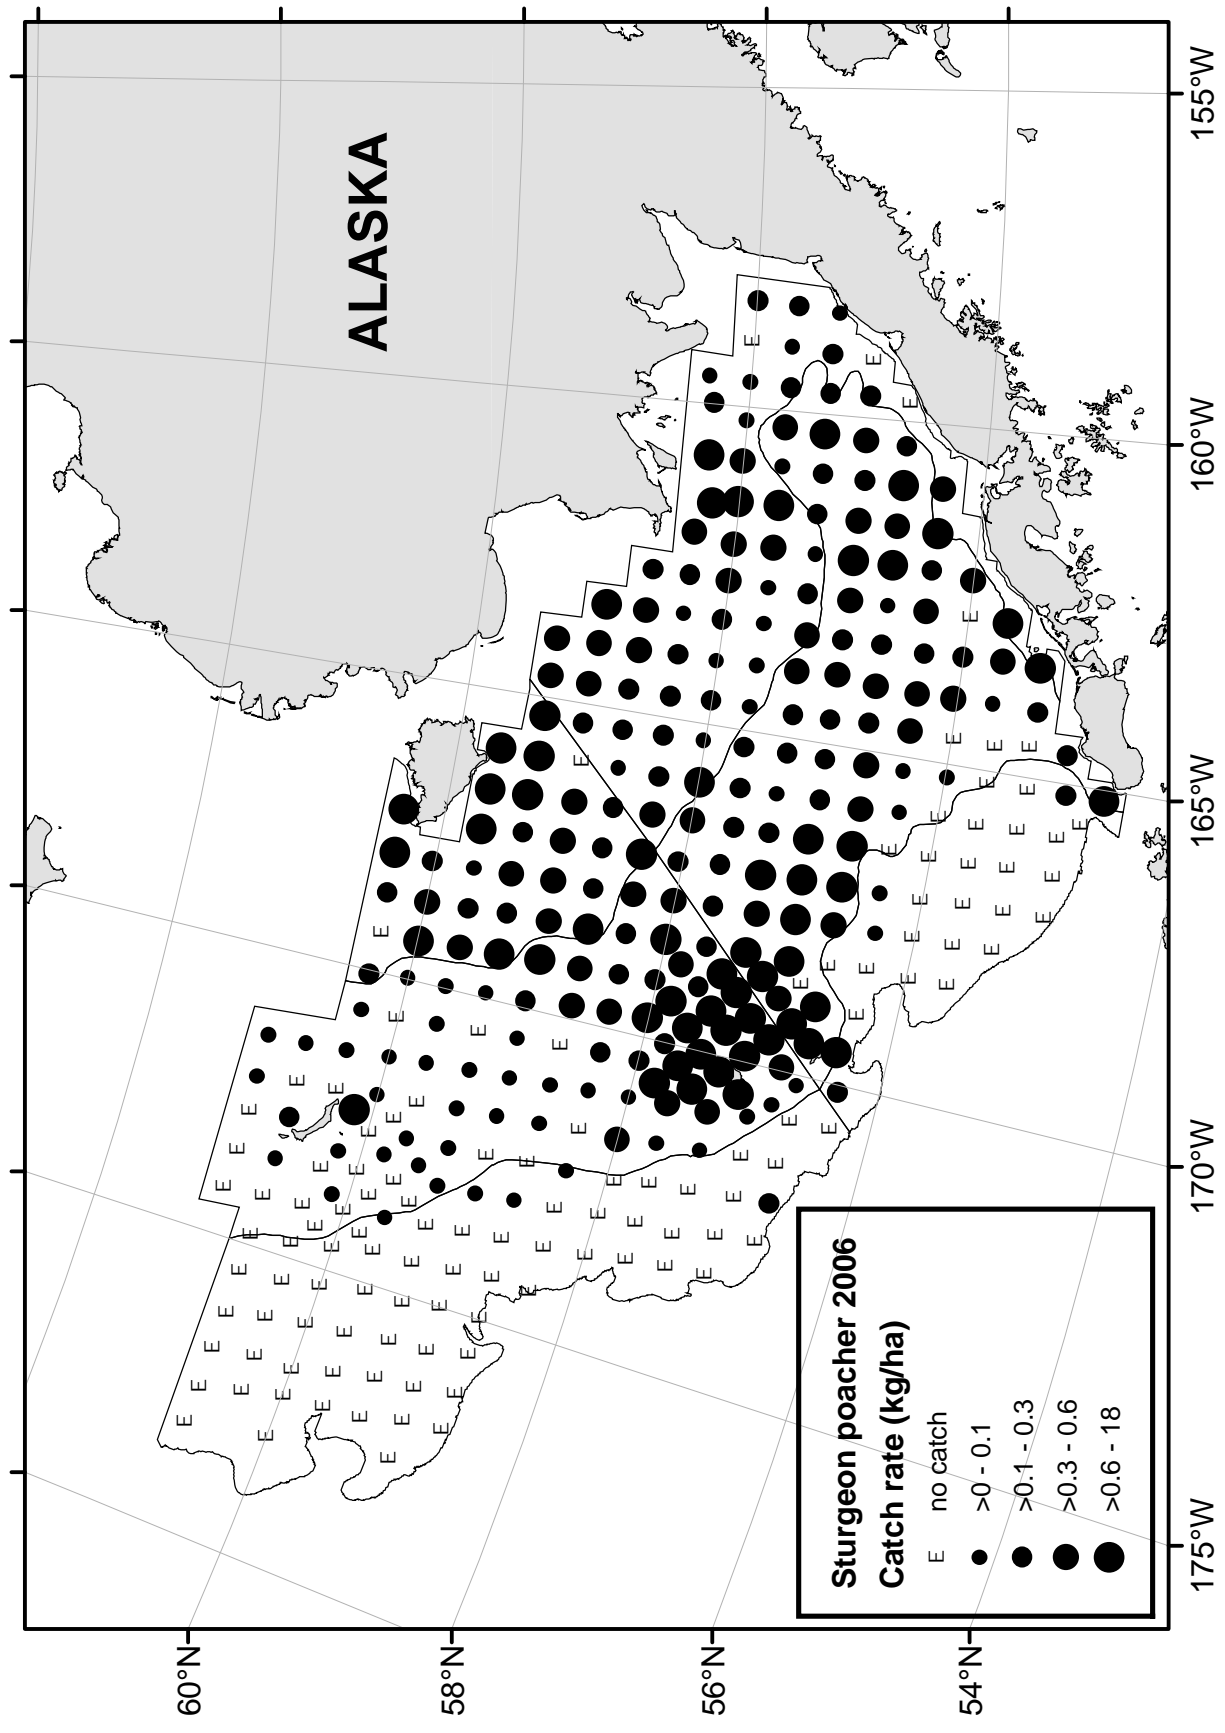 ALASKA
60°N
58°N
56°N
54°N
175°W
170°W
165°W
160°W
155°W
Sturgeon poacher 2006
Catch rate (kg/ha)
E no catch
>0 - 0.1
>0.1 - 0.3
>0.3 - 0.6
>0.6 - 18